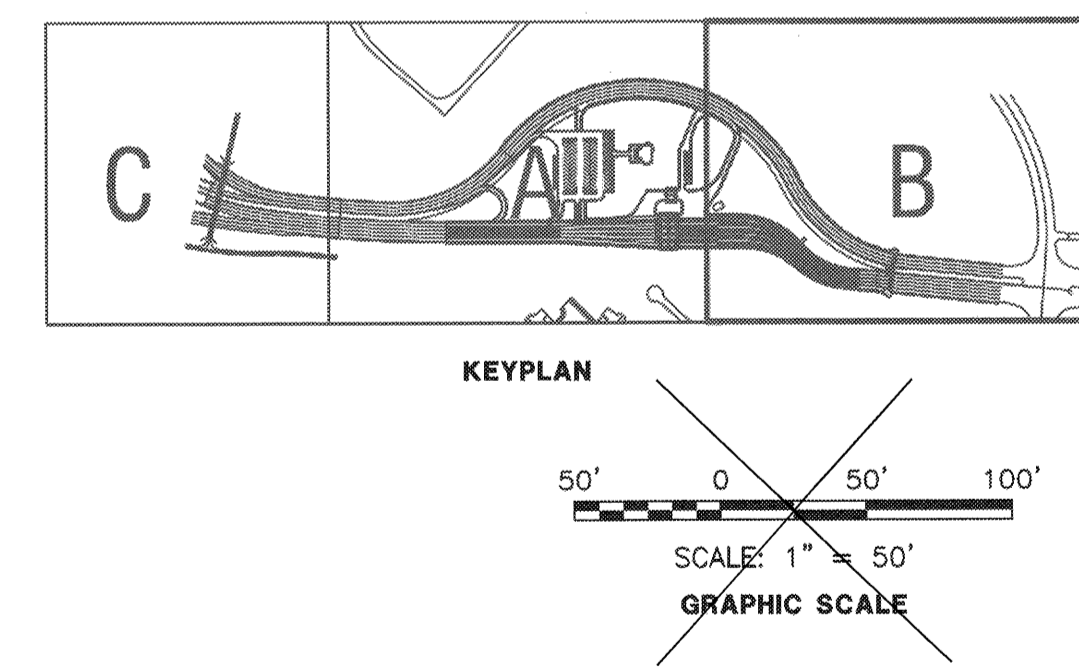 C A B
KEYPLAN
50' 0 50' 100'
SCALE: 1" = 50'
GRAPHIC SCALE